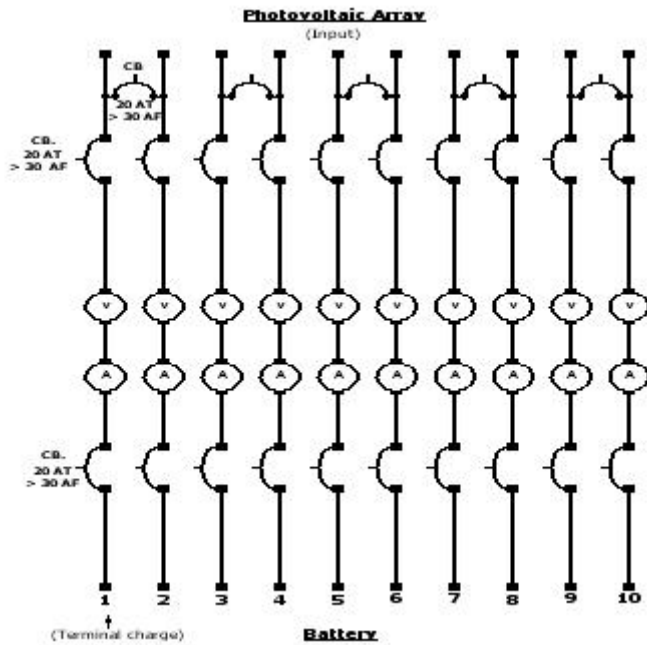 Photovoltaic Array
(Input)
CB
20 AT
> 30 AF
CB.
20 AT
> 30 AF
V V V V V V V V V V
A A A A A A A A A A
CB.
20 AT
> 30 AF
1 2 3 4 5 6 7 8 9 10
(Terminal charge)
Battery